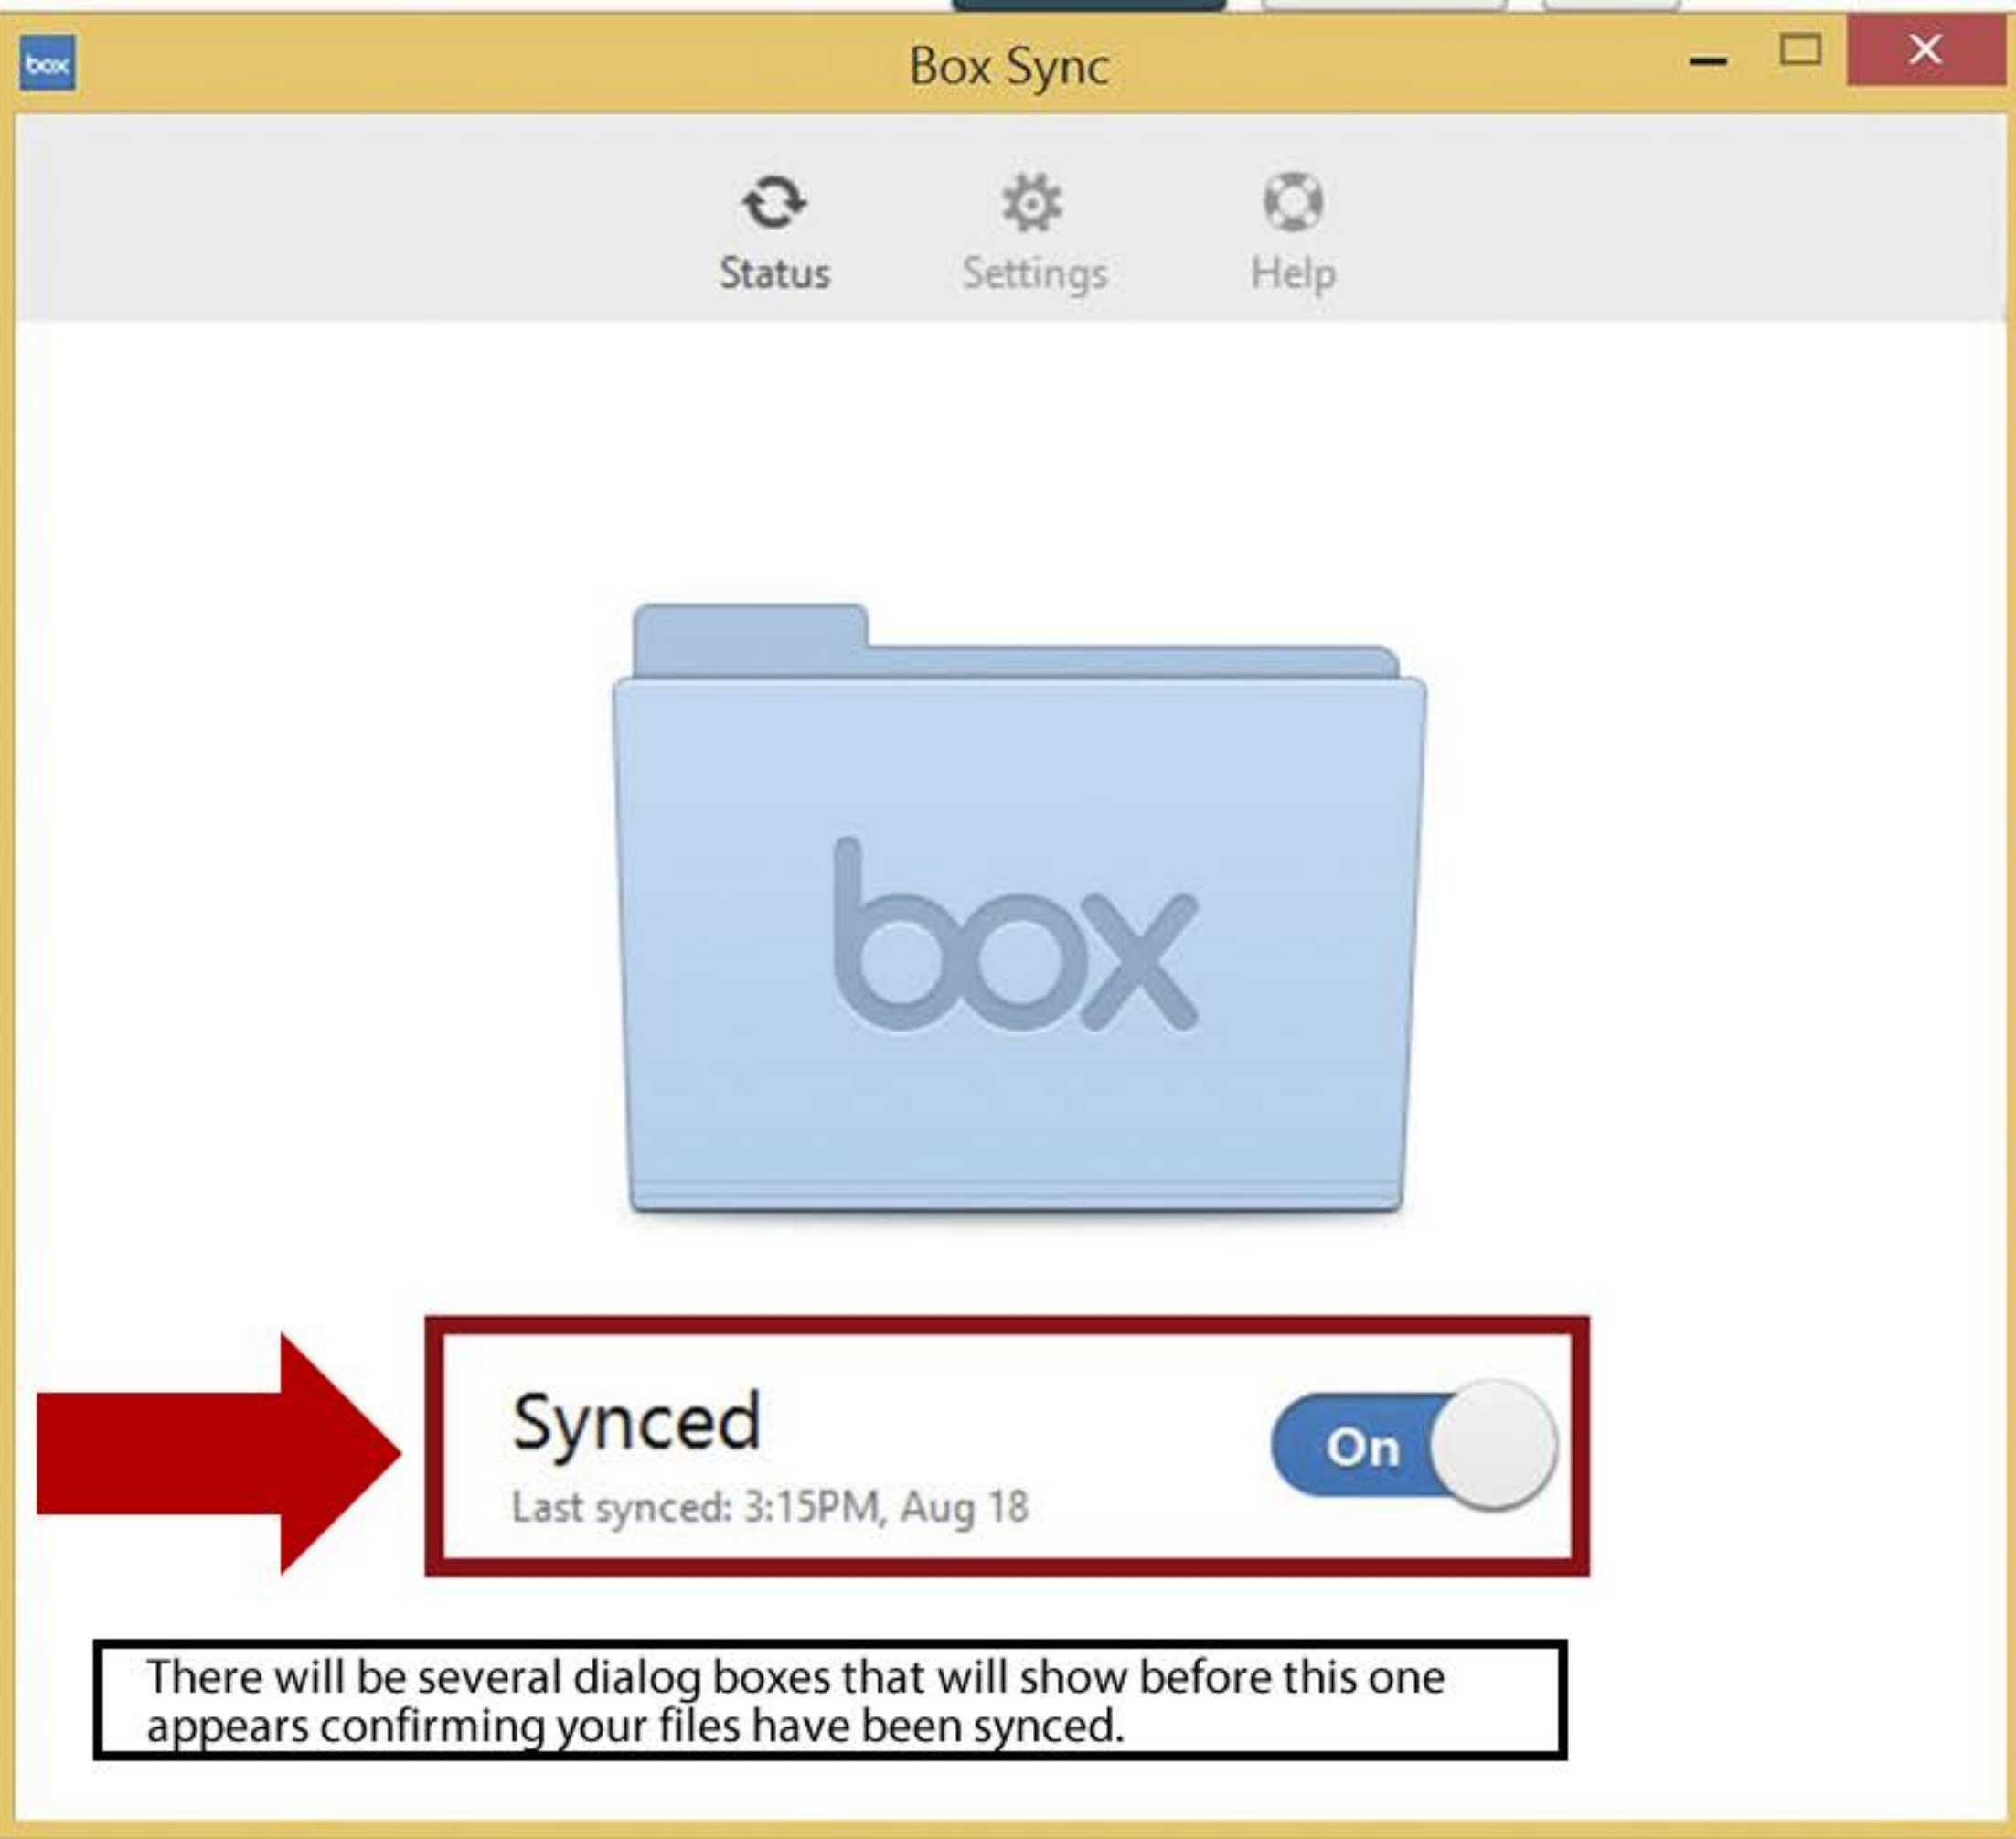 box
Box Sync
Status
Settings
Help
box
Synced
On
Last synced: 3:15PM, Aug 18
There will be several dialog boxes that will show before this one
appears confirming your files have been synced.